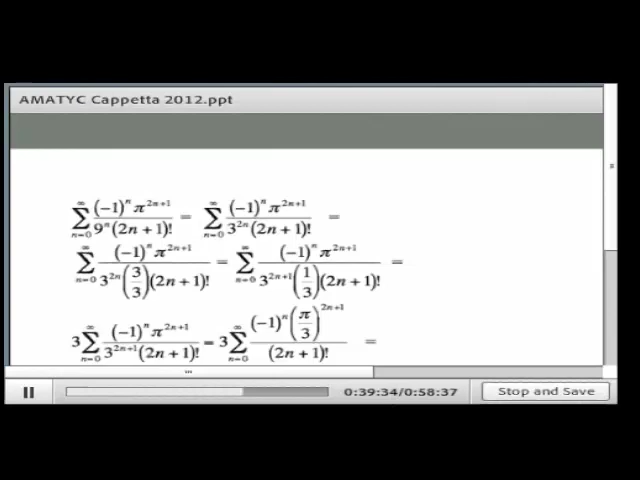 AMATYC Cappetta 2012.ppt
∑_{n=0}^{∞} (-1)^n π^{2n+1} / 9^n (2n+1)! = ∑_{n=0}^{∞} (-1)^n π^{2n+1} / 3^{2n} (2n+1)! =
∑_{n=0}^{∞} (-1)^n π^{2n+1} / 3^{2n} (3/3) (2n+1)! = ∑_{n=0}^{∞} (-1)^n π^{2n+1} / 3^{2n+1} (1/3) (2n+1)! =
3 ∑_{n=0}^{∞} (-1)^n π^{2n+1} / 3^{2n+1} (2n+1)! = 3 ∑_{n=0}^{∞} (-1)^n (π/3)^{2n+1} / (2n+1)! =
0:39:34/0:58:37 Stop and Save